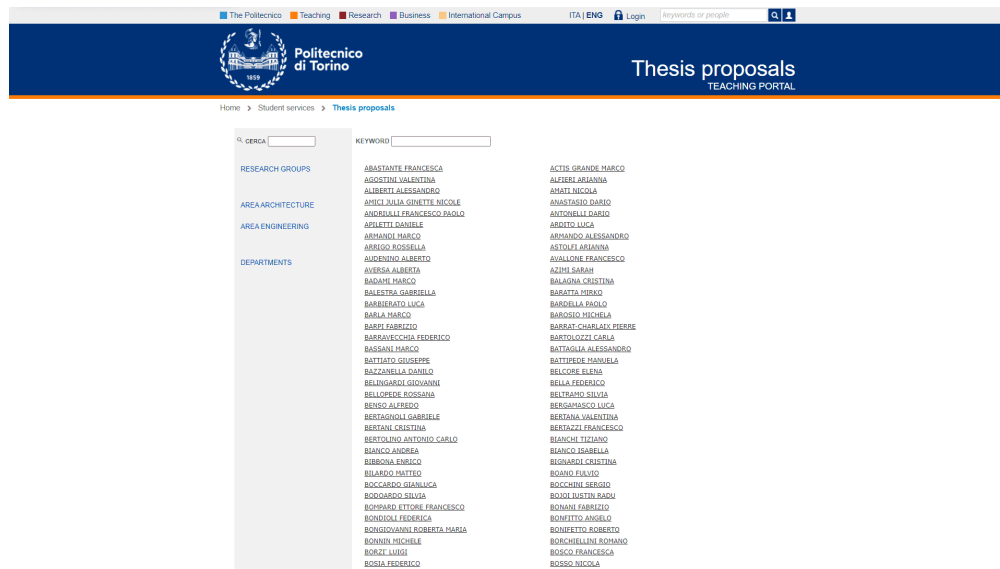 The Politecnico Teaching Research Business International Campus ITA | ENG Login keywords or people
Politecnico
di Torino
1859
Thesis proposals
TEACHING PORTAL
Home > Student services > Thesis proposals
CERCA KEYWORD
RESEARCH GROUPS
AREA ARCHITECTURE
AREA ENGINEERING
DEPARTMENTS
ABASTANTE FRANCESCA ACTIS GRANDE MARCO
AGOSTINI VALENTINA ALFIERI ARIANNA
ALIBERTI ALESSANDRO AMATI NICOLA
AMICI JULIA GINETTE NICOLE ANASTASIO DARIO
ANDRIULLI FRANCESCO PAOLO ANTONELLI DARIO
APILETTI DANIELE ARDITO LUCA
ARMANDI MARCO ARMANDO ALESSANDRO
ARRIGO ROSSELLA ASTOLFI ARIANNA
AUDENINO ALBERTO AVALLONE FRANCESCO
AVERSA ALBERTA AZIMI SARAH
BADAMI MARCO BALAGNA CRISTINA
BALESTRA GABRIELLA BARATTA MIRKO
BARBIERATO LUCA BARDELLA PAOLO
BARLA MARCO BAROSIO MICHELA
BARPI FABRIZIO BARRAT-CHARLAIX PIERRE
BARRAVECCHIA FEDERICO BARTOLOZZI CARLA
BASSANI MARCO BATTAGLIA ALESSANDRO
BATTIATO GIUSEPPE BATTIPEDE MANUELA
BAZZANELLA DANILO BELCORE ELENA
BELINGARDI GIOVANNI BELLA FEDERICO
BELLOPEDE ROSSANA BELTRAMO SILVIA
BENSO ALFREDO BERGAMASCO LUCA
BERTAGNOLI GABRIELE BERTANA VALENTINA
BERTANI CRISTINA BERTAZZI FRANCESCO
BERTOLINO ANTONIO CARLO BIANCHI TIZIANO
BIANCO ANDREA BIANCO ISABELLA
BIBBONA ENRICO BIGNARDI CRISTINA
BILARDO MATTEO BOANO FULVIO
BOCCARDO GIANLUCA BOCCHINI SERGIO
BODOARDO SILVIA BOJOI IUSTIN RADU
BOMPARD ETTORE FRANCESCO BONANI FABRIZIO
BONDIOLI FEDERICA BONFITTO ANGELO
BONGIOVANNI ROBERTA MARIA BONIFETTO ROBERTO
BONNIN MICHELE BORCHIELLINI ROMANO
BORZI' LUIGI BOSCO FRANCESCA
BOSIA FEDERICO BOSSO NICOLA